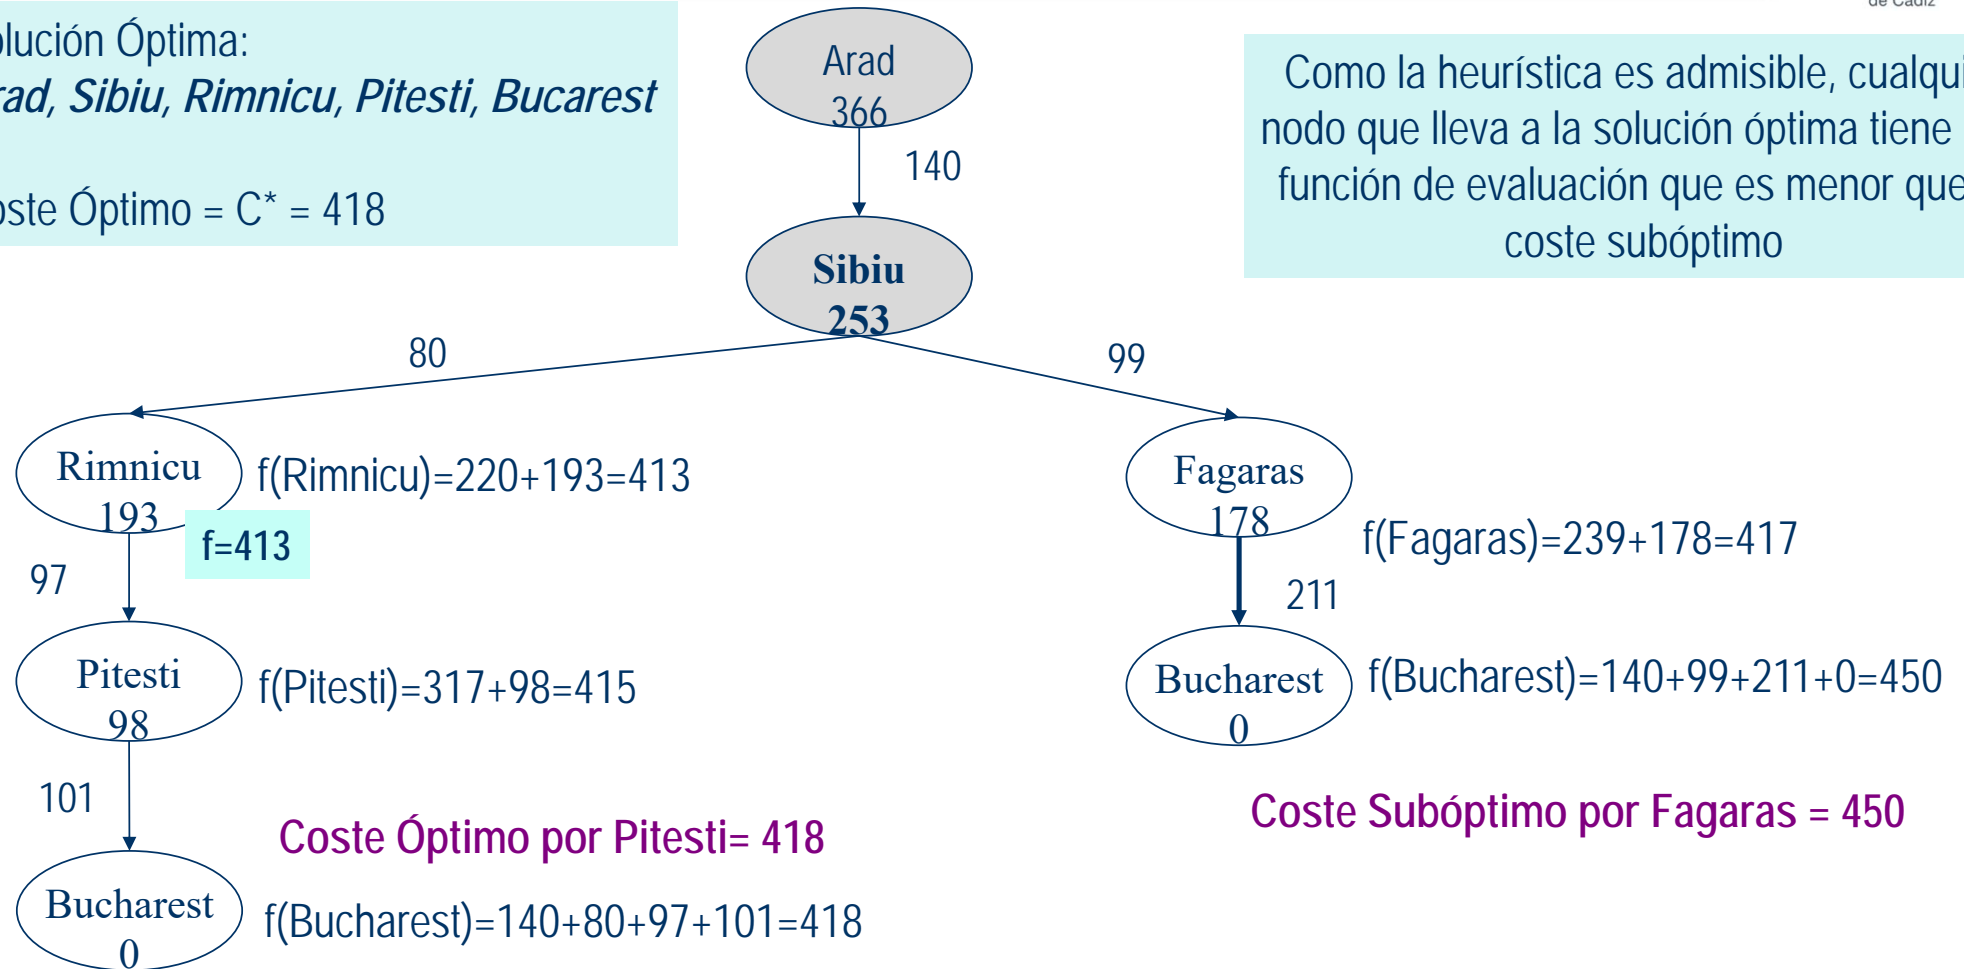 de Cádiz
olución Óptima:
rad, Sibiu, Rimnicu, Pitesti, Bucarest
oste Óptimo = C* = 418
Arad
366
Como la heurística es admisible, cualqui
nodo que lleva a la solución óptima tiene
función de evaluación que es menor que
coste subóptimo
140
Sibiu
253
80
99
Rimnicu
193
f(Rimnicu)=220+193=413
f=413
Fagaras
178
f(Fagaras)=239+178=417
97
211
Pitesti
98
f(Pitesti)=317+98=415
Bucharest
0
f(Bucharest)=140+99+211+0=450
101
Coste Óptimo por Pitesti= 418
Coste Subóptimo por Fagaras = 450
Bucharest
0
f(Bucharest)=140+80+97+101=418